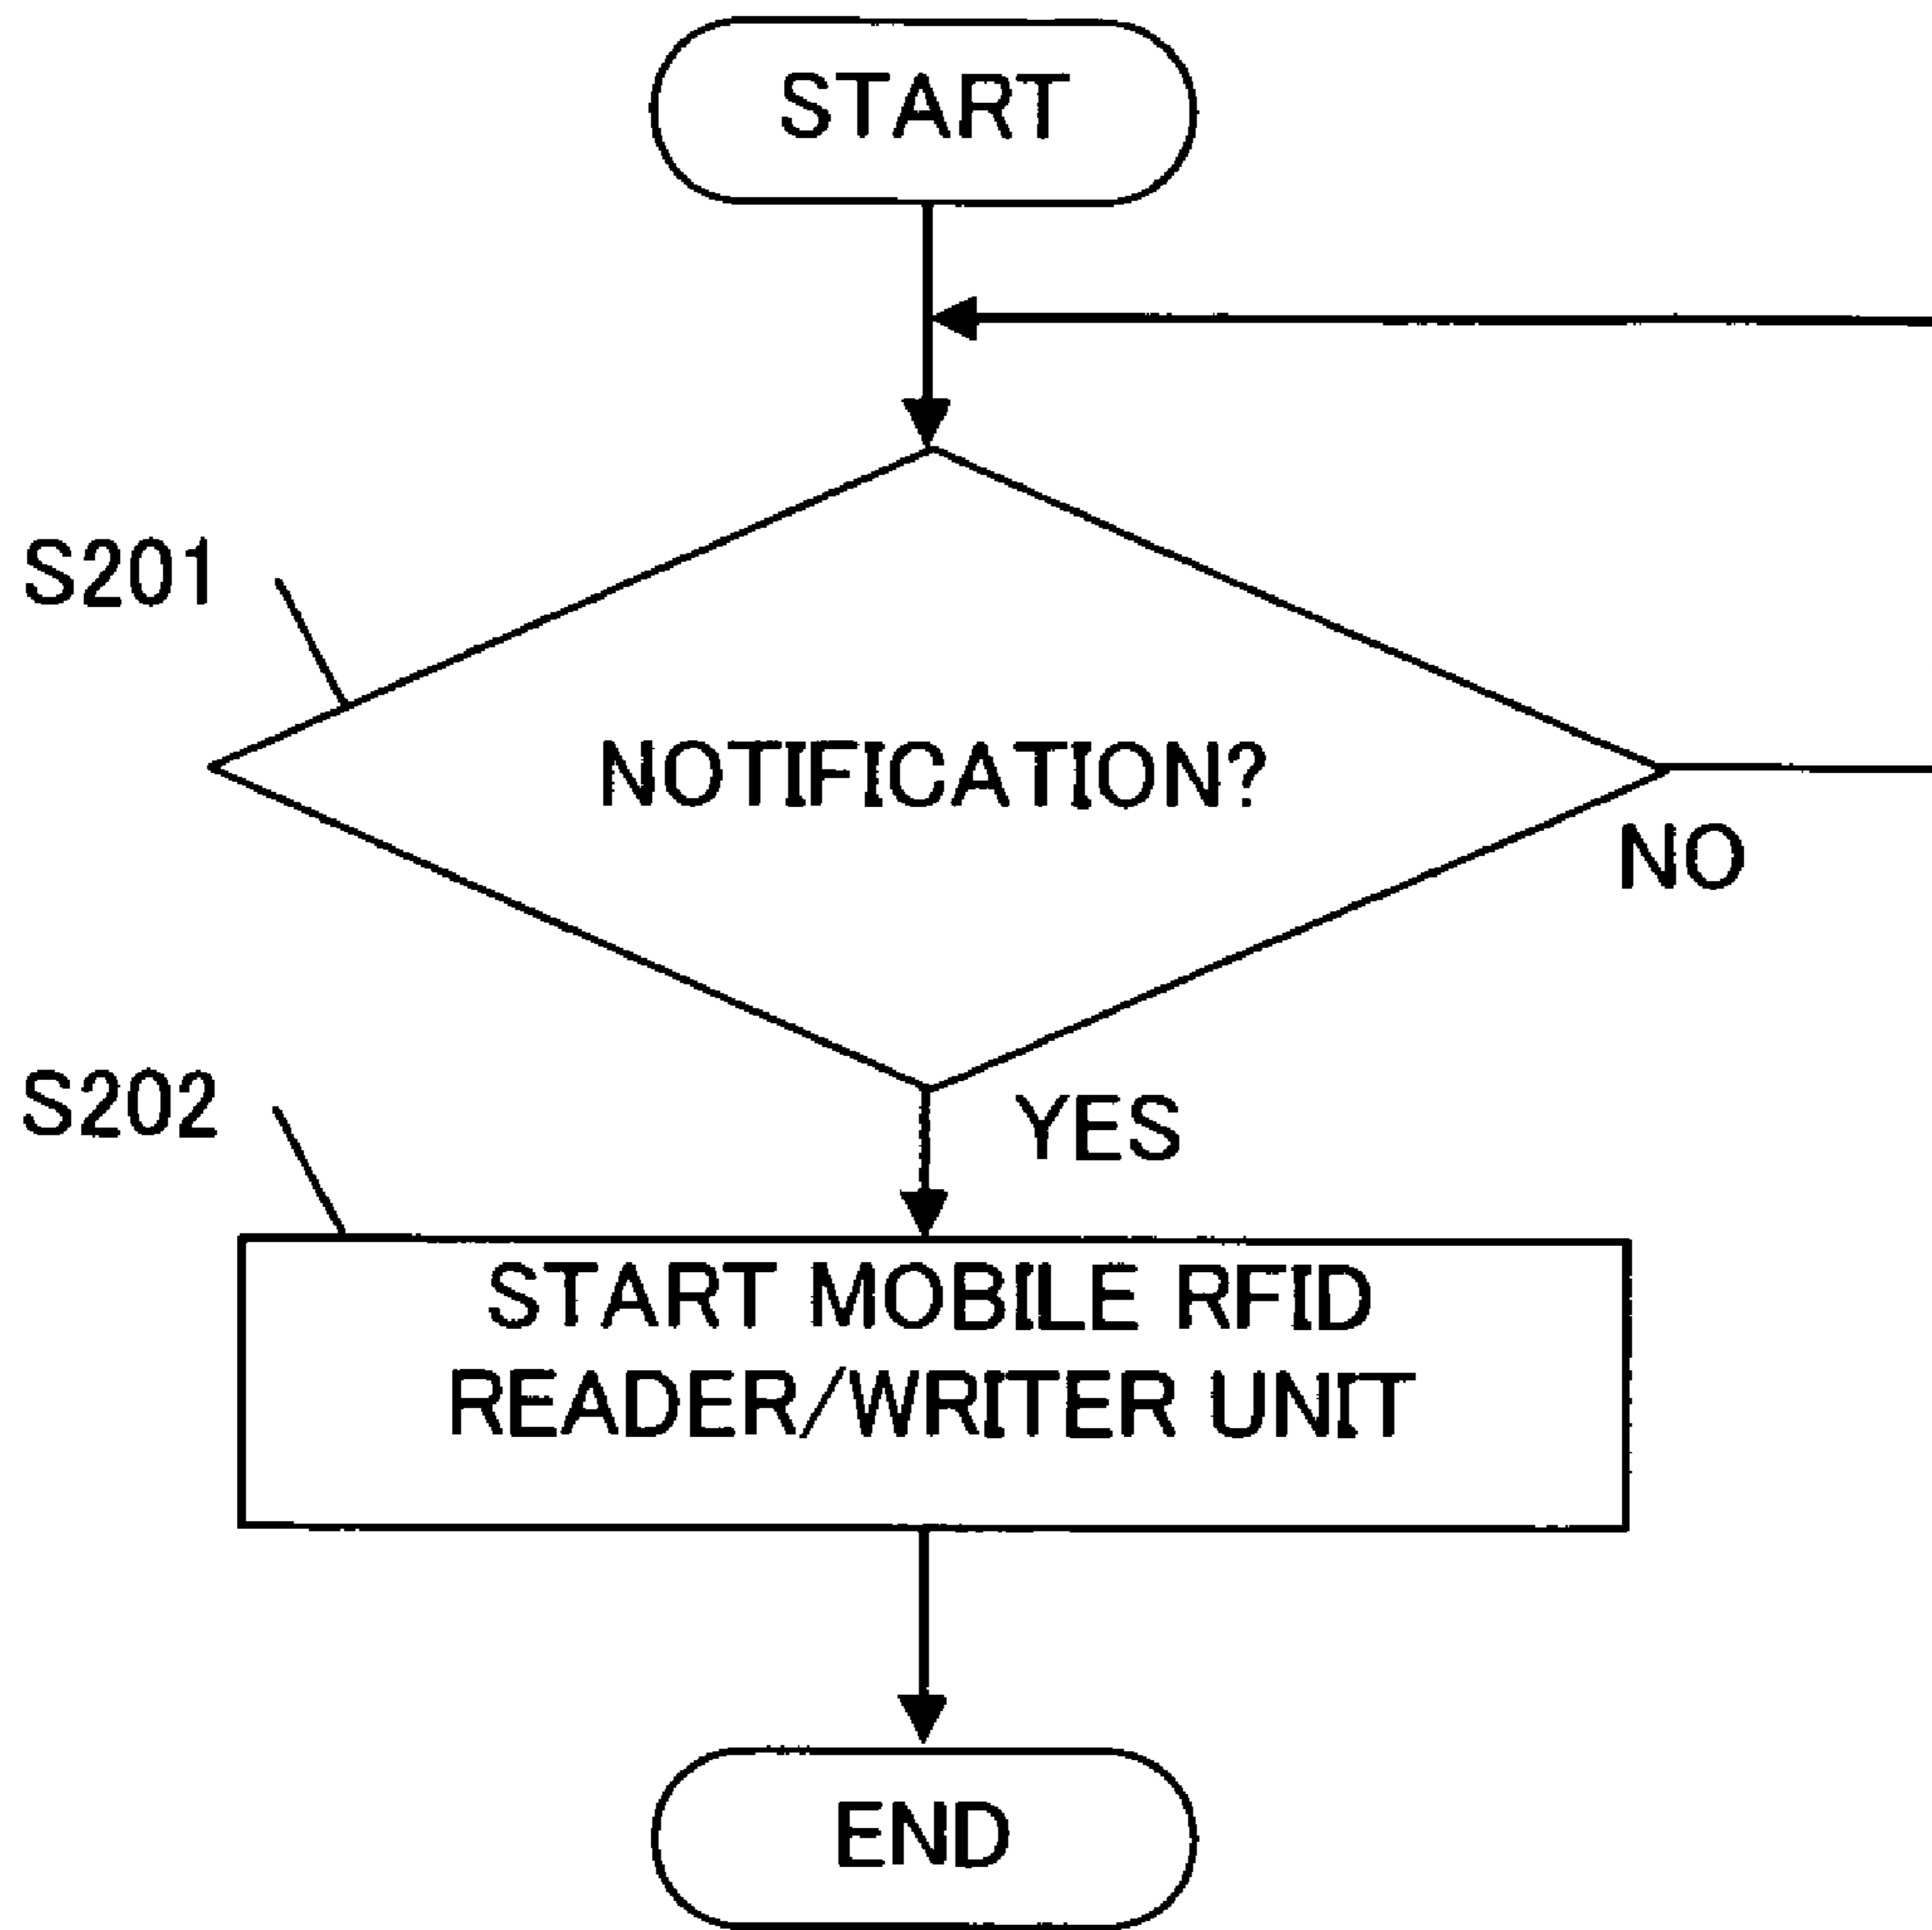 START
S201
NOTIFICATION?
NO
S202
YES
START MOBILE RFID
READER/WRITER UNIT
END